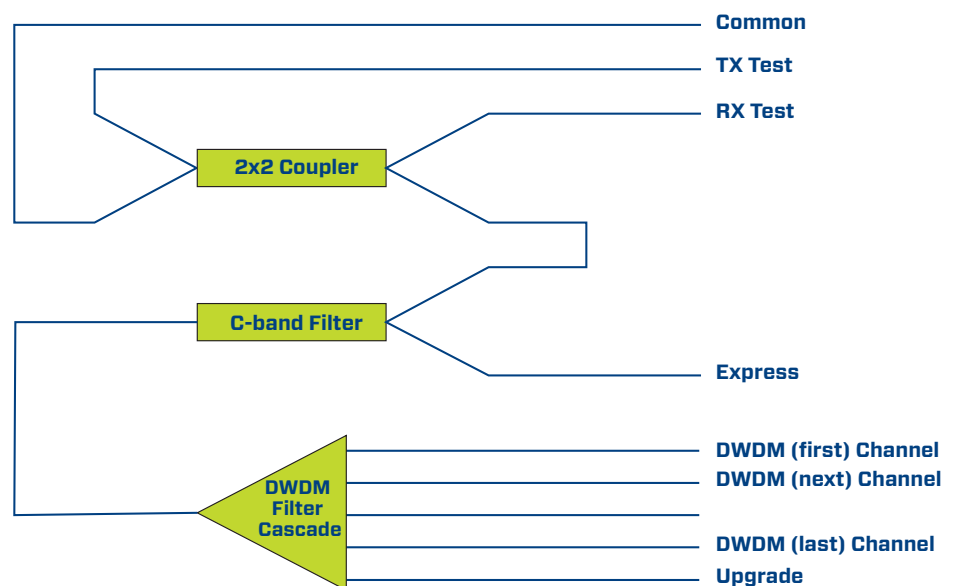 Common
TX Test
RX Test
2x2 Coupler
C-band Filter
Express
DWDM
Filter
Cascade
DWDM (first) Channel
DWDM (next) Channel
DWDM (last) Channel
Upgrade